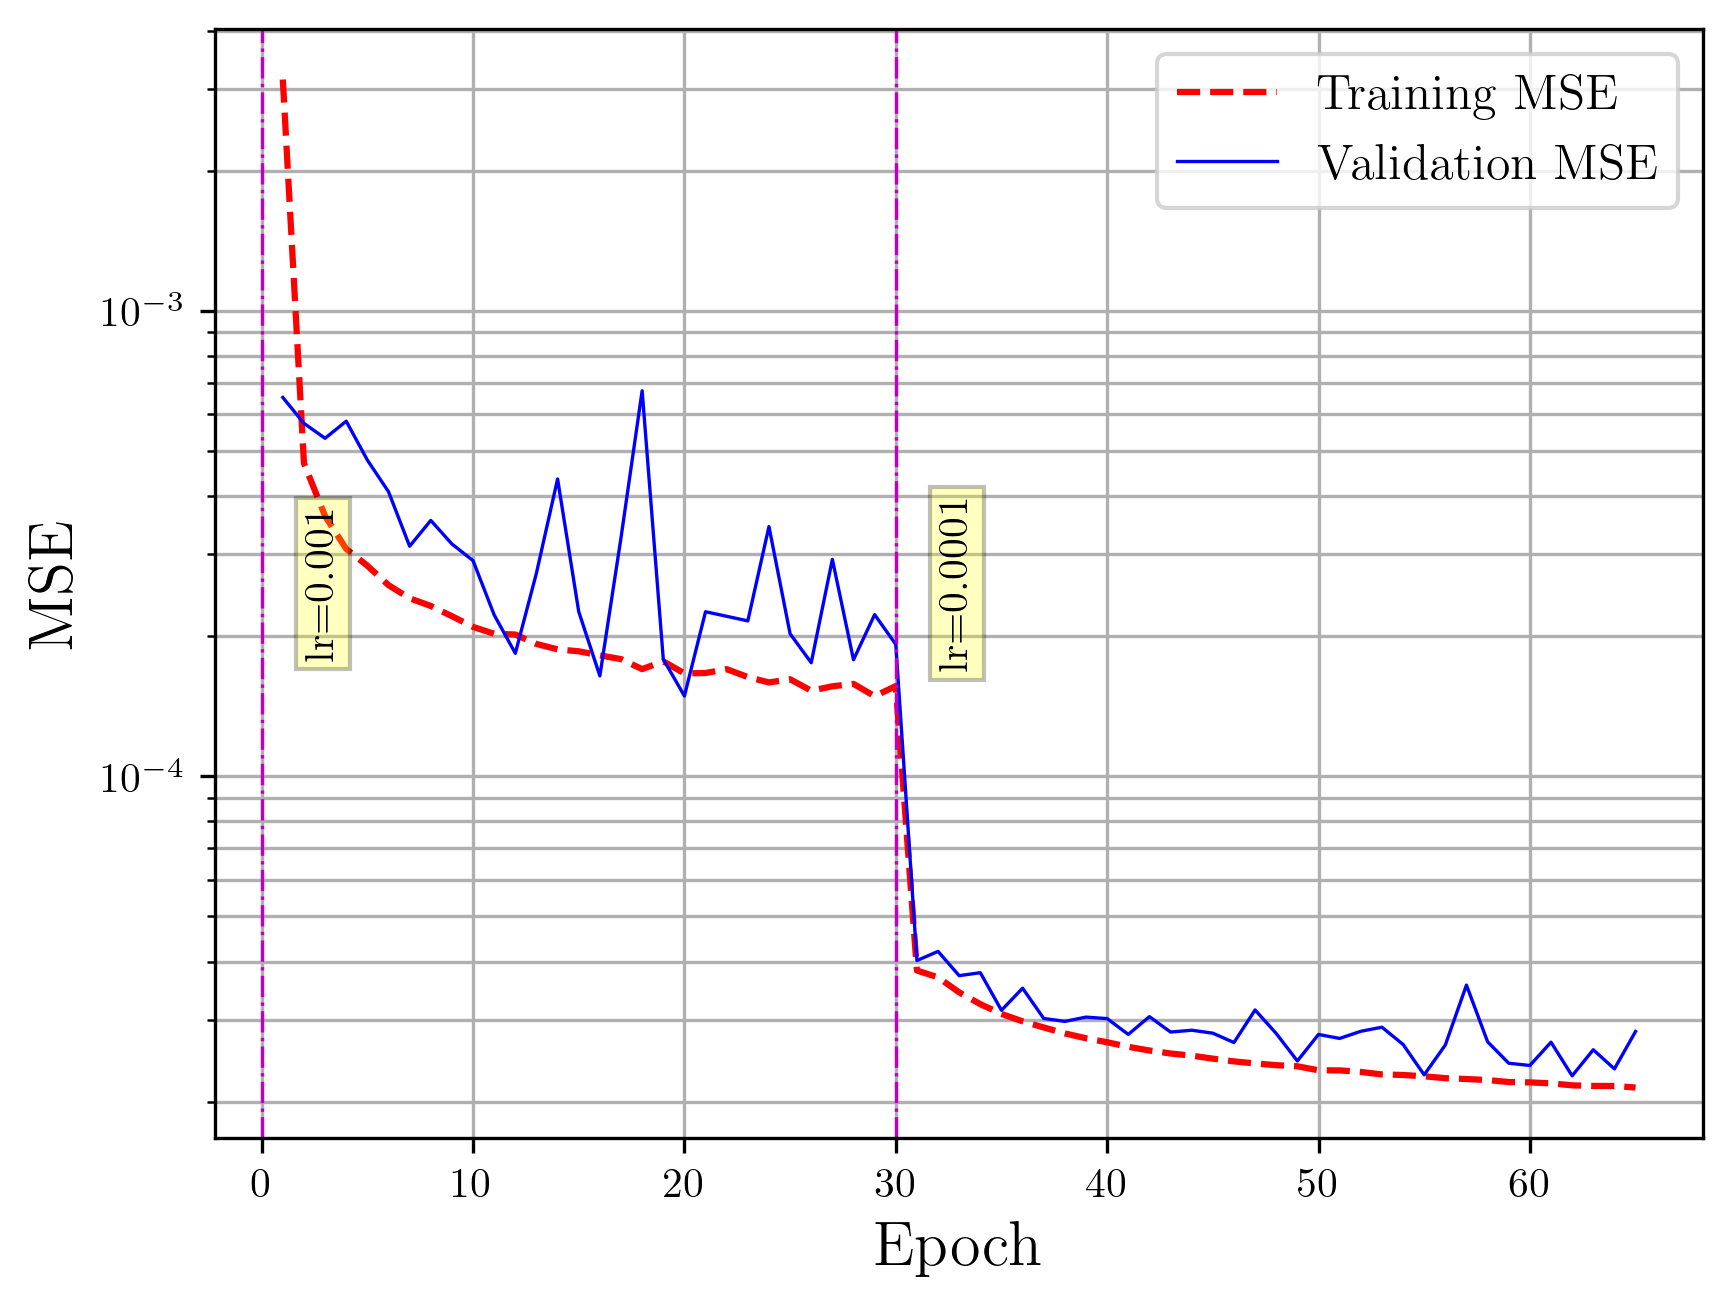 Training MSE
Validation MSE
10⁻³
10⁻⁴
MSE
lr=0.001
lr=0.0001
0 10 20 30 40 50 60
Epoch